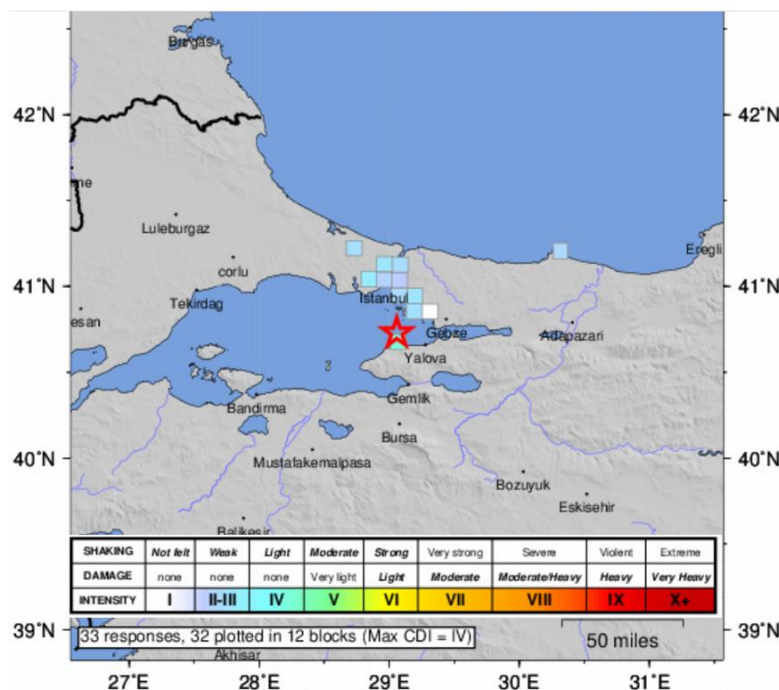 Burgas
42°N
42°N
me
Luleburgaz
Eregli
corlu
41°N
41°N
Istanbul
Tekirdag
esan
Gebze
Adapazari
Yalova
Gemlik
Bandirma
Bursa
40°N
40°N
Mustafakemalpasa
Bozuyuk
Eskisehir
Balikesir
SHAKING Not felt Weak Light Moderate Strong Very strong Severe Violent Extreme
DAMAGE none none none Very light Light Moderate Moderate/Heavy Heavy Very Heavy
INTENSITY I II-III IV V VI VII VIII IX X+
39°N
39°N
33 responses, 32 plotted in 12 blocks (Max CDI = IV)
50 miles
Akhisar
27°E 28°E 29°E 30°E 31°E